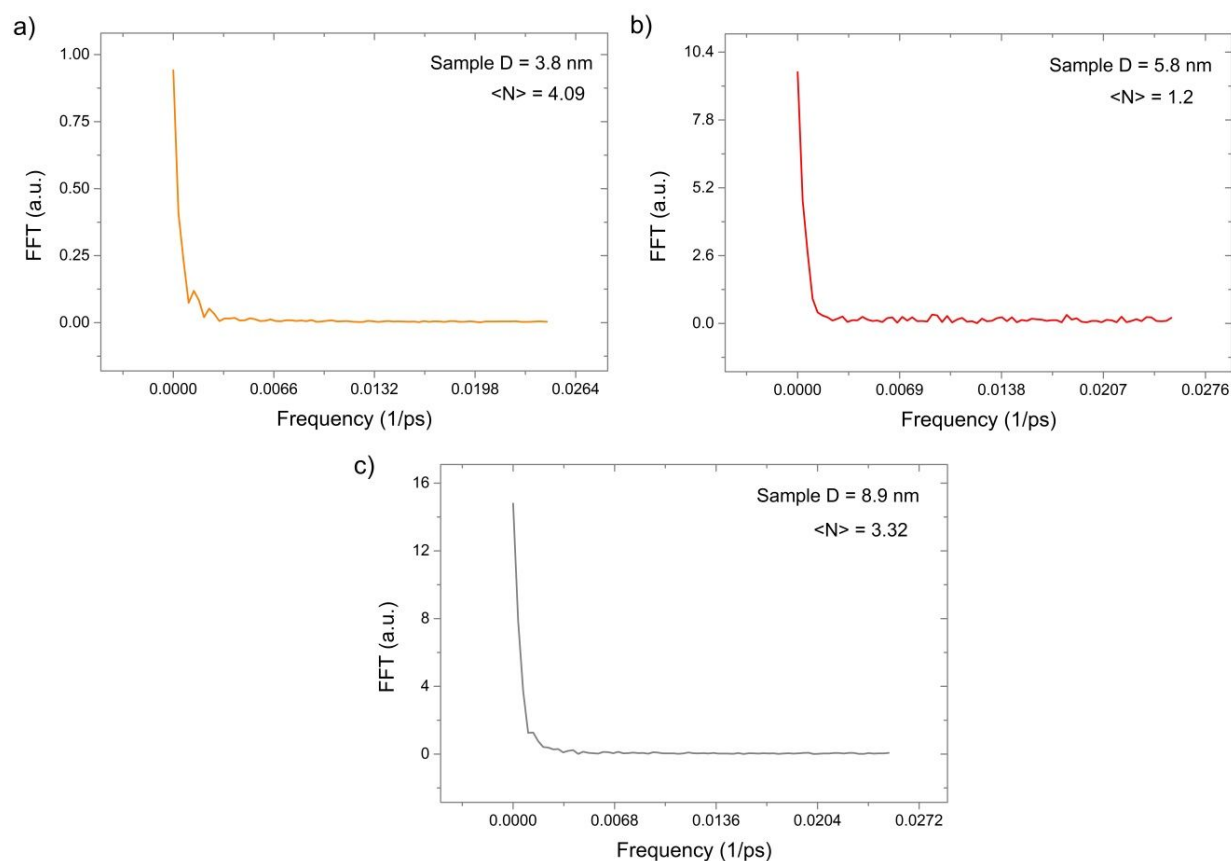 a)
Sample D = 3.8 nm
<N> = 4.09
1.00
0.75
0.50
0.25
0.00
FFT (a.u.)
0.0000 0.0066 0.0132 0.0198 0.0264
Frequency (1/ps)
b)
Sample D = 5.8 nm
<N> = 1.2
10.4
7.8
5.2
2.6
0.0
FFT (a.u.)
0.0000 0.0069 0.0138 0.0207 0.0276
Frequency (1/ps)
c)
Sample D = 8.9 nm
<N> = 3.32
16
12
8
4
0
FFT (a.u.)
0.0000 0.0068 0.0136 0.0204 0.0272
Frequency (1/ps)